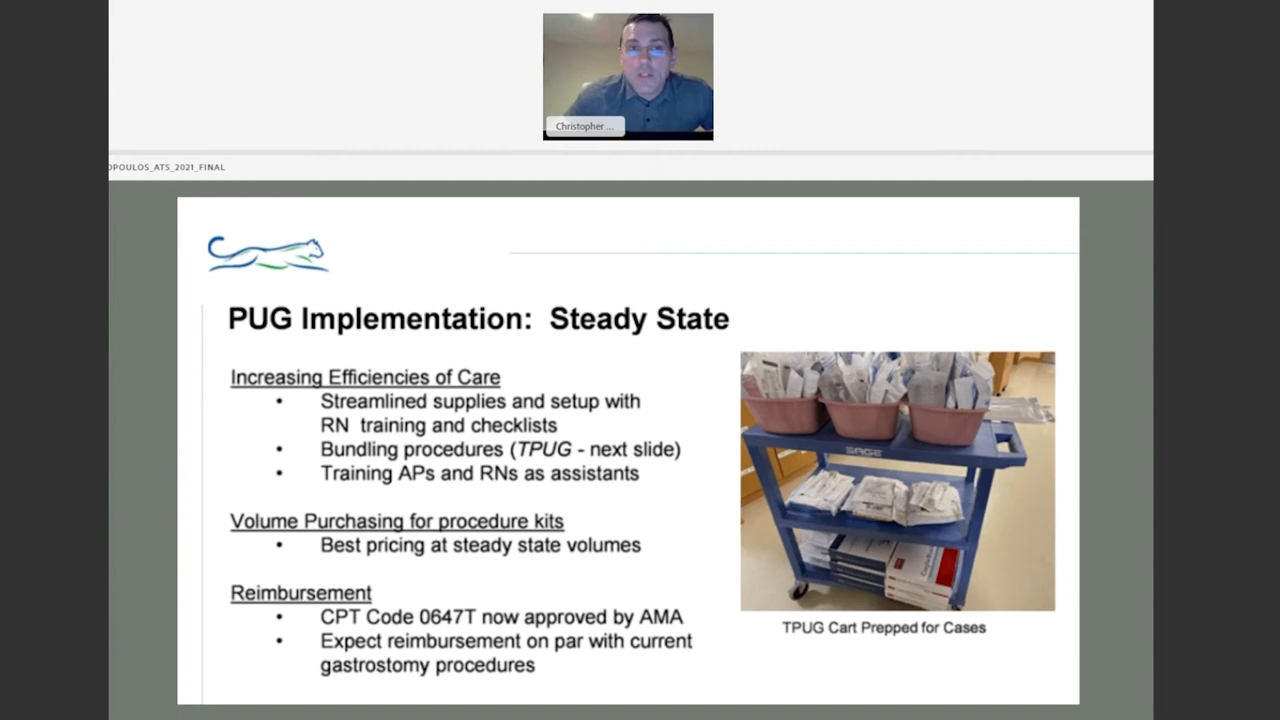 Christopher ...
OPOULOS_ATS_2021_FINAL
PUG Implementation: Steady State
Increasing Efficiencies of Care
• Streamlined supplies and setup with
RN training and checklists
• Bundling procedures (TPUG - next slide)
• Training APs and RNs as assistants
Volume Purchasing for procedure kits
• Best pricing at steady state volumes
Reimbursement
• CPT Code 0647T now approved by AMA
• Expect reimbursement on par with current
gastrostomy procedures
SAGE
TPUG Cart Prepped for Cases